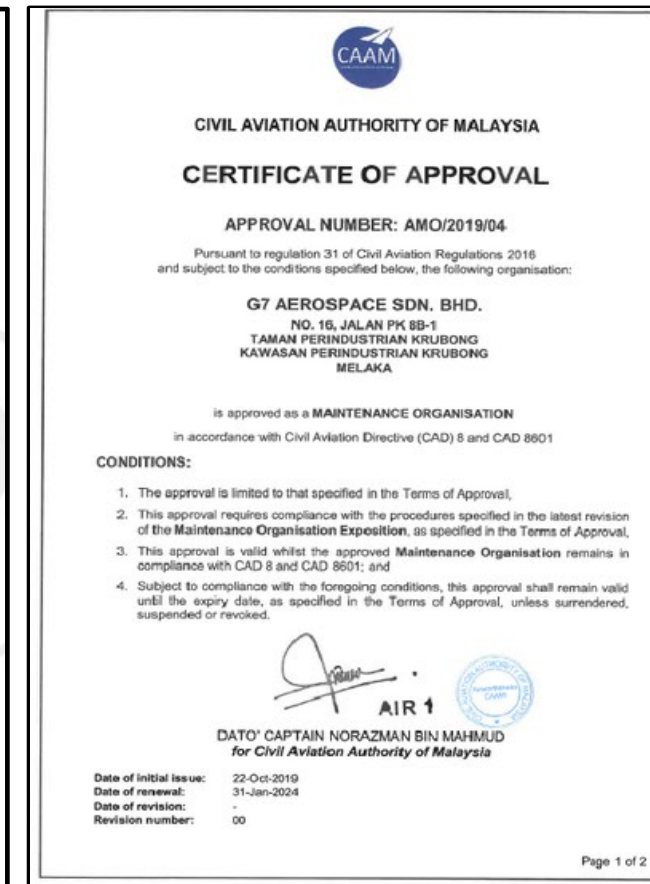 CAAM
CIVIL AVIATION AUTHORITY OF MALAYSIA
CERTIFICATE OF APPROVAL
APPROVAL NUMBER: AMO/2019/04
Pursuant to regulation 31 of Civil Aviation Regulations 2016
and subject to the conditions specified below, the following organisation:
G7 AEROSPACE SDN. BHD.
NO. 16, JALAN PK 8B-1
TAMAN PERINDUSTRIAN KRUBONG
KAWASAN PERINDUSTRIAN KRUBONG
MELAKA
is approved as a MAINTENANCE ORGANISATION
in accordance with Civil Aviation Directive (CAD) 8 and CAD 8601
CONDITIONS:
1. The approval is limited to that specified in the Terms of Approval,
2. This approval requires compliance with the procedures specified in the latest revision
of the Maintenance Organisation Exposition, as specified in the Terms of Approval,
3. This approval is valid whilst the approved Maintenance Organisation remains in
compliance with CAD 8 and CAD 8601; and
4. Subject to compliance with the foregoing conditions, this approval shall remain valid
until the expiry date, as specified in the Terms of Approval, unless surrendered,
suspended or revoked.
AIR 1
CIVIL AVIATION AUTHORITY OF MALAYSIA
CAAM
DATO' CAPTAIN NORAZMAN BIN MAHMUD
for Civil Aviation Authority of Malaysia
Date of initial issue: 22-Oct-2019
Date of renewal: 31-Jan-2024
Date of revision: -
Revision number: 00
Page 1 of 2